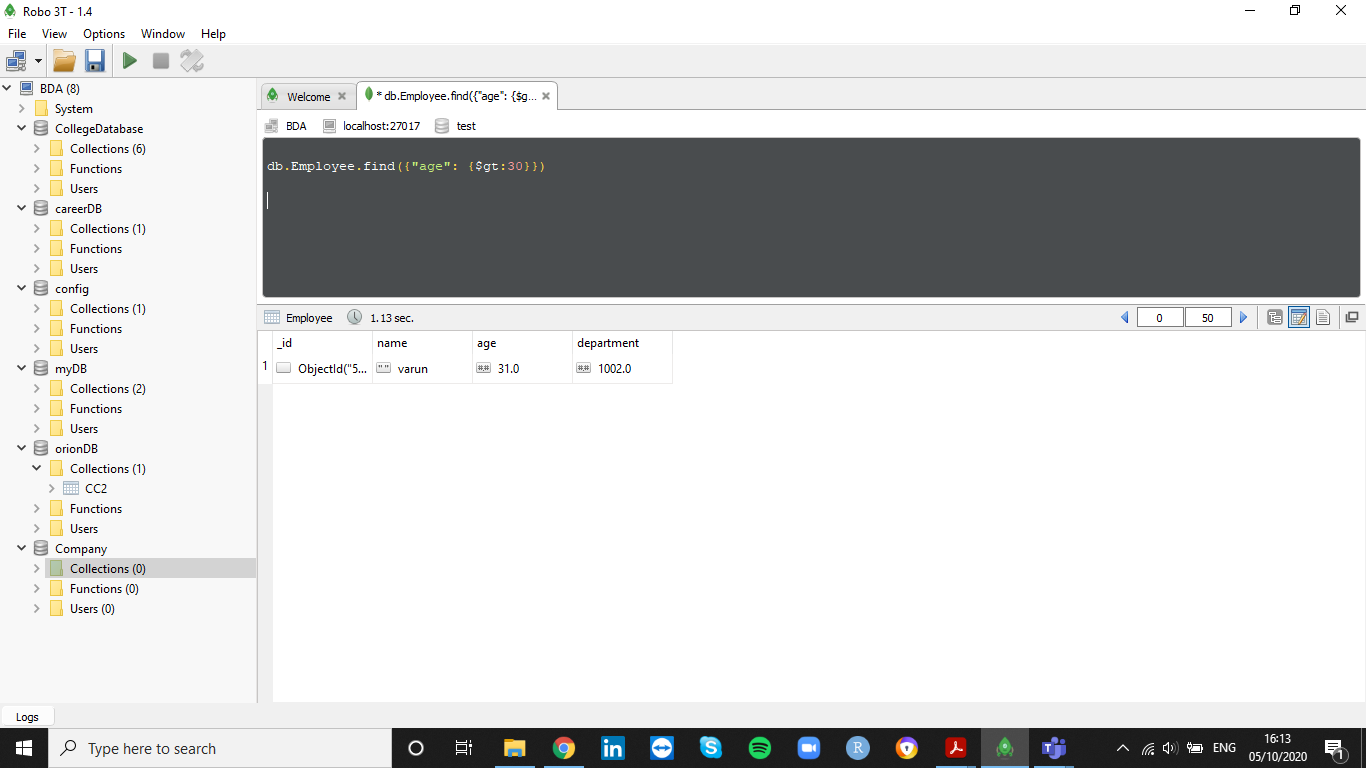 Robo 3T - 1.4
File View Options Window Help
BDA (8)
System
CollegeDatabase
Collections (6)
Functions
Users
careerDB
Collections (1)
Functions
Users
config
Collections (1)
Functions
Users
myDB
Collections (2)
Functions
Users
orionDB
Collections (1)
CC2
Functions
Users
Company
Collections (0)
Functions (0)
Users (0)
Welcome
* db.Employee.find({"age": {$g...
BDA localhost:27017 test
db.Employee.find({"age": {$gt:30}})
Employee 1.13 sec. 0 50
_id name age department
1 ObjectId("5... " " varun #.# 31.0 #.# 1002.0
Logs
Type here to search
in S R
ENG
16:13
05/10/2020
1